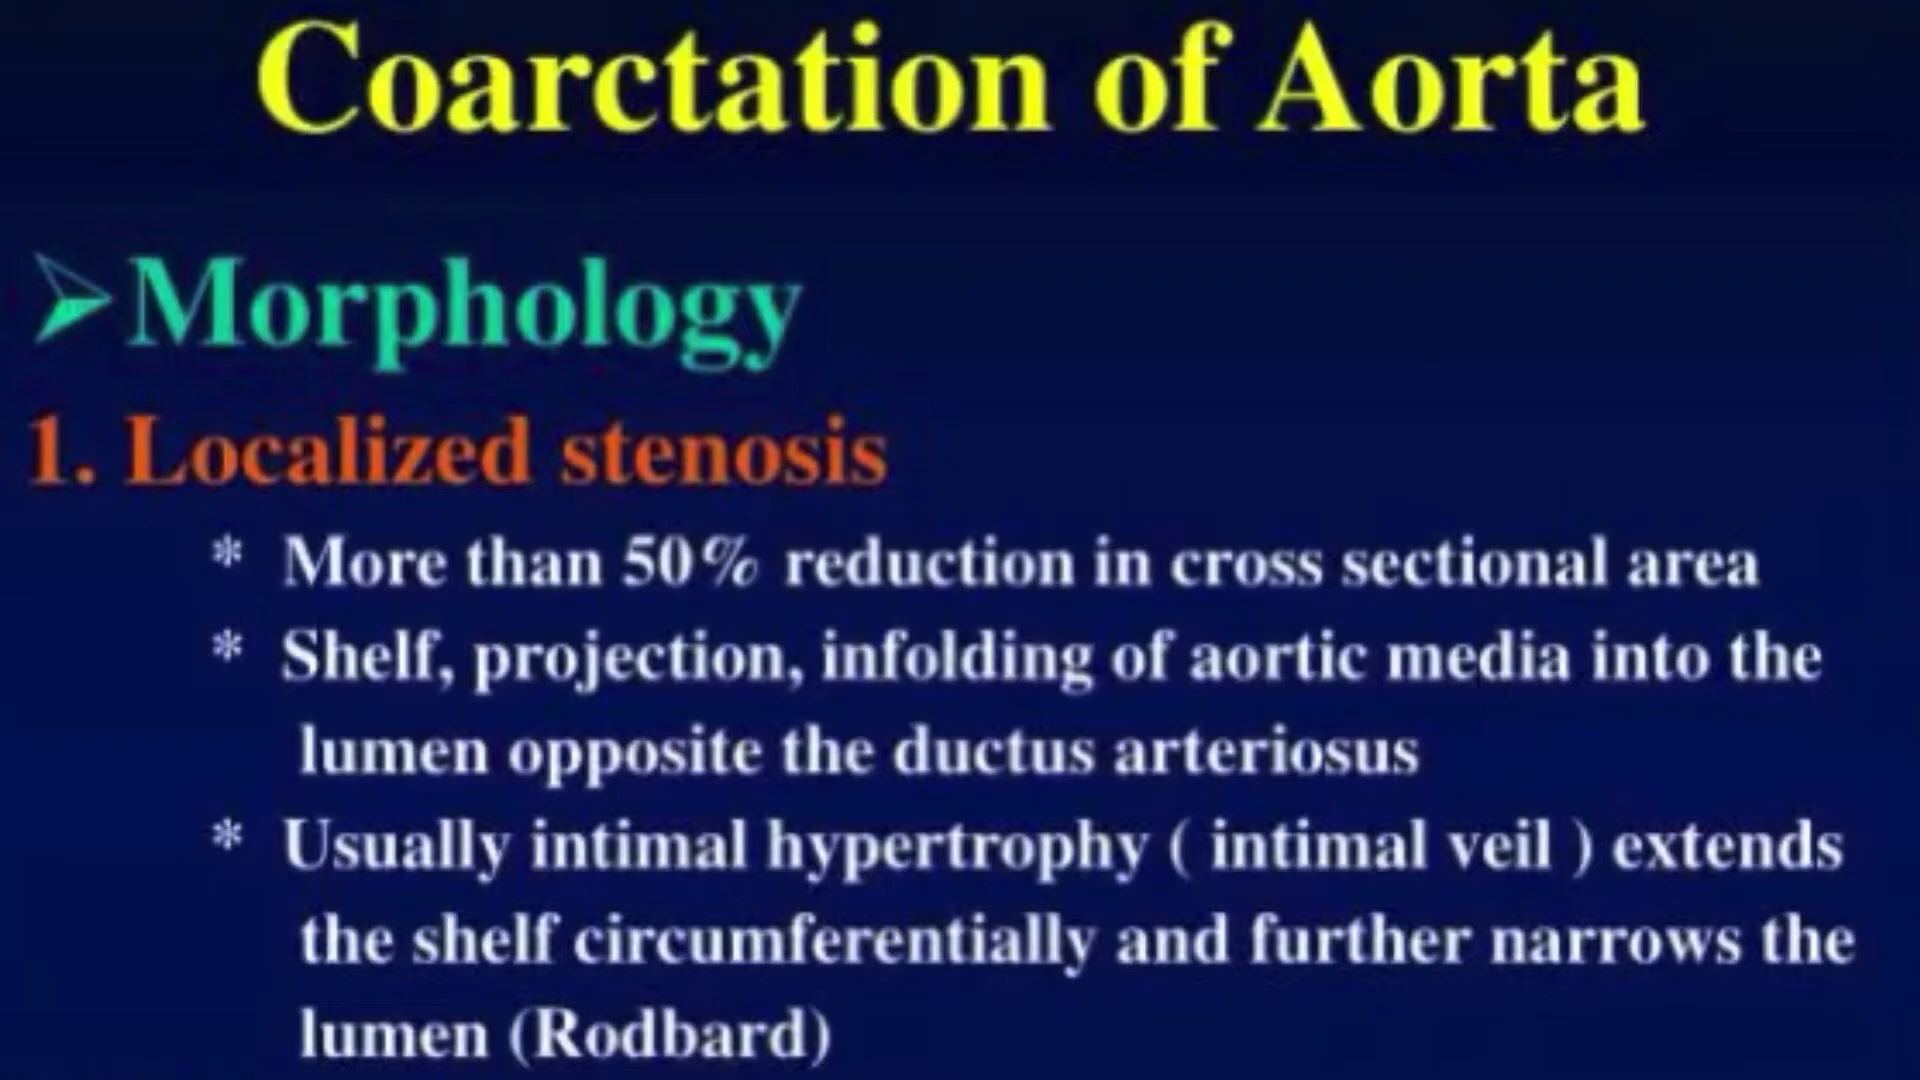 Coarctation of Aorta
➢Morphology
1. Localized stenosis
* More than 50% reduction in cross sectional area
* Shelf, projection, infolding of aortic media into the
lumen opposite the ductus arteriosus
* Usually intimal hypertrophy ( intimal veil ) extends
the shelf circumferentially and further narrows the
lumen (Rodbard)